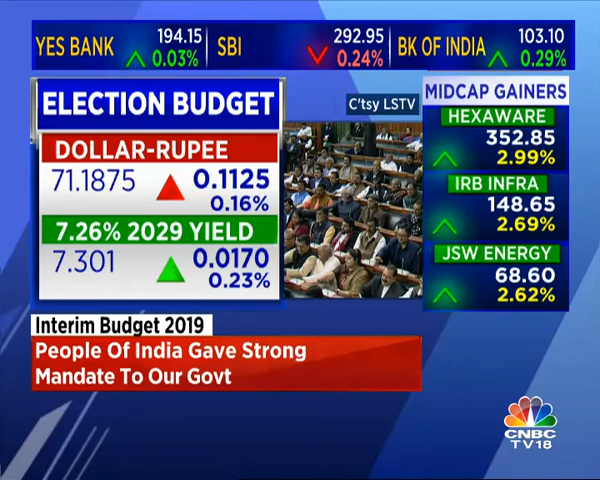 YES BANK 194.15 0.03% SBI 292.95 0.24% BK OF INDIA 103.10 0.29%
ELECTION BUDGET
DOLLAR-RUPEE
71.1875 0.1125
0.16%
7.26% 2029 YIELD
7.301 0.0170
0.23%
C'tsy LSTV
MIDCAP GAINERS
HEXAWARE
352.85
2.99%
IRB INFRA
148.65
2.69%
JSW ENERGY
68.60
2.62%
Interim Budget 2019
People Of India Gave Strong
Mandate To Our Govt
CNBC
TV18